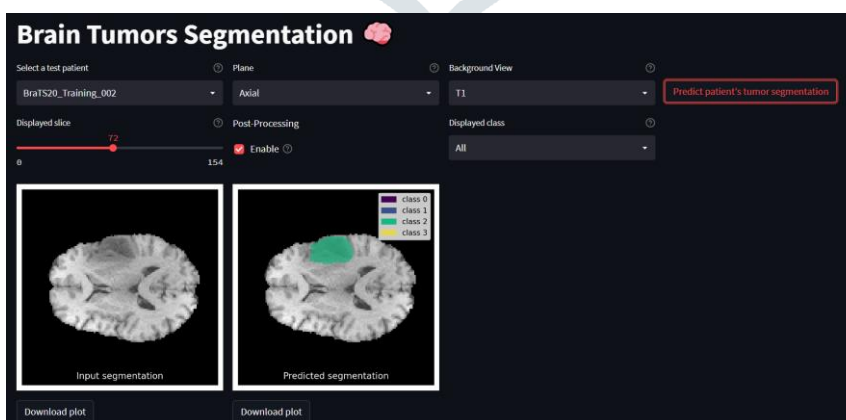 Brain Tumors Segmentation 🧠
Select a test patient
Plane
Background View
BraTS20_Training_002
Axial
T1
Predict patient's tumor segmentation
Displayed slice
Post-Processing
Displayed class
72
Enable
All
0
154
class 0
class 1
class 2
class 3
Input segmentation
Predicted segmentation
Download plot
Download plot